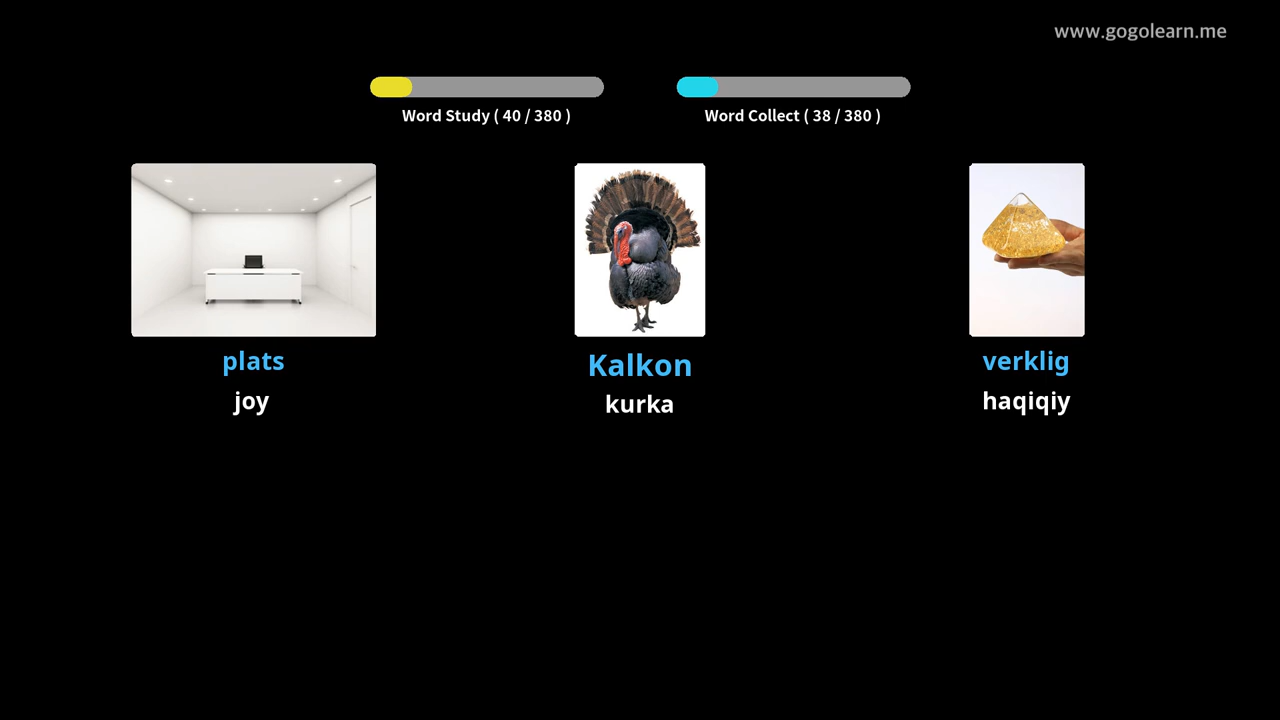 www.gogolearn.me
Word Study ( 40 / 380 )
Word Collect ( 38 / 380 )
plats
joy
Kalkon
kurka
verklig
haqiqiy